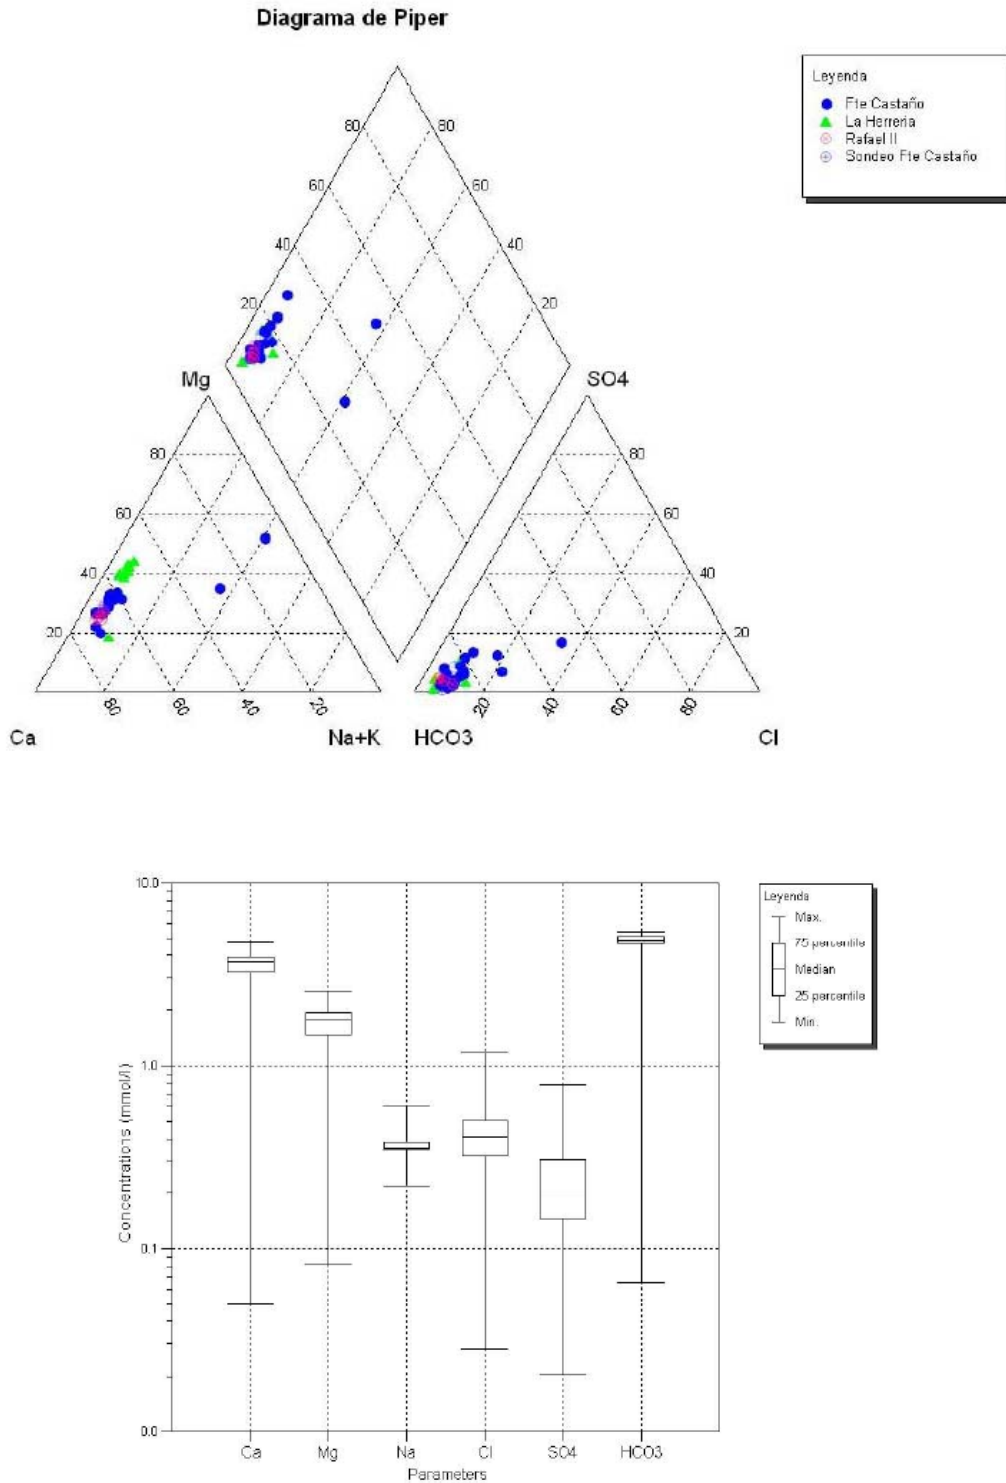 Diagrama de Piper
Leyenda
Fte Castaño
La Herreria
Rafael II
Sondeo Fte Castaño
80 80
60 60
40 40
20 20
Mg SO4
80 80
60 60
40 40
20 20
80 60 40 20 20 40 60 80
Ca Na+K HCO3 Cl
10.0
1.0
0.1
0.0
Concentrations (mmol/l)
Ca Mg Na Cl SO4 HCO3
Parameters
Leyenda
Max.
75 percentile
Median
25 percentile
Min.